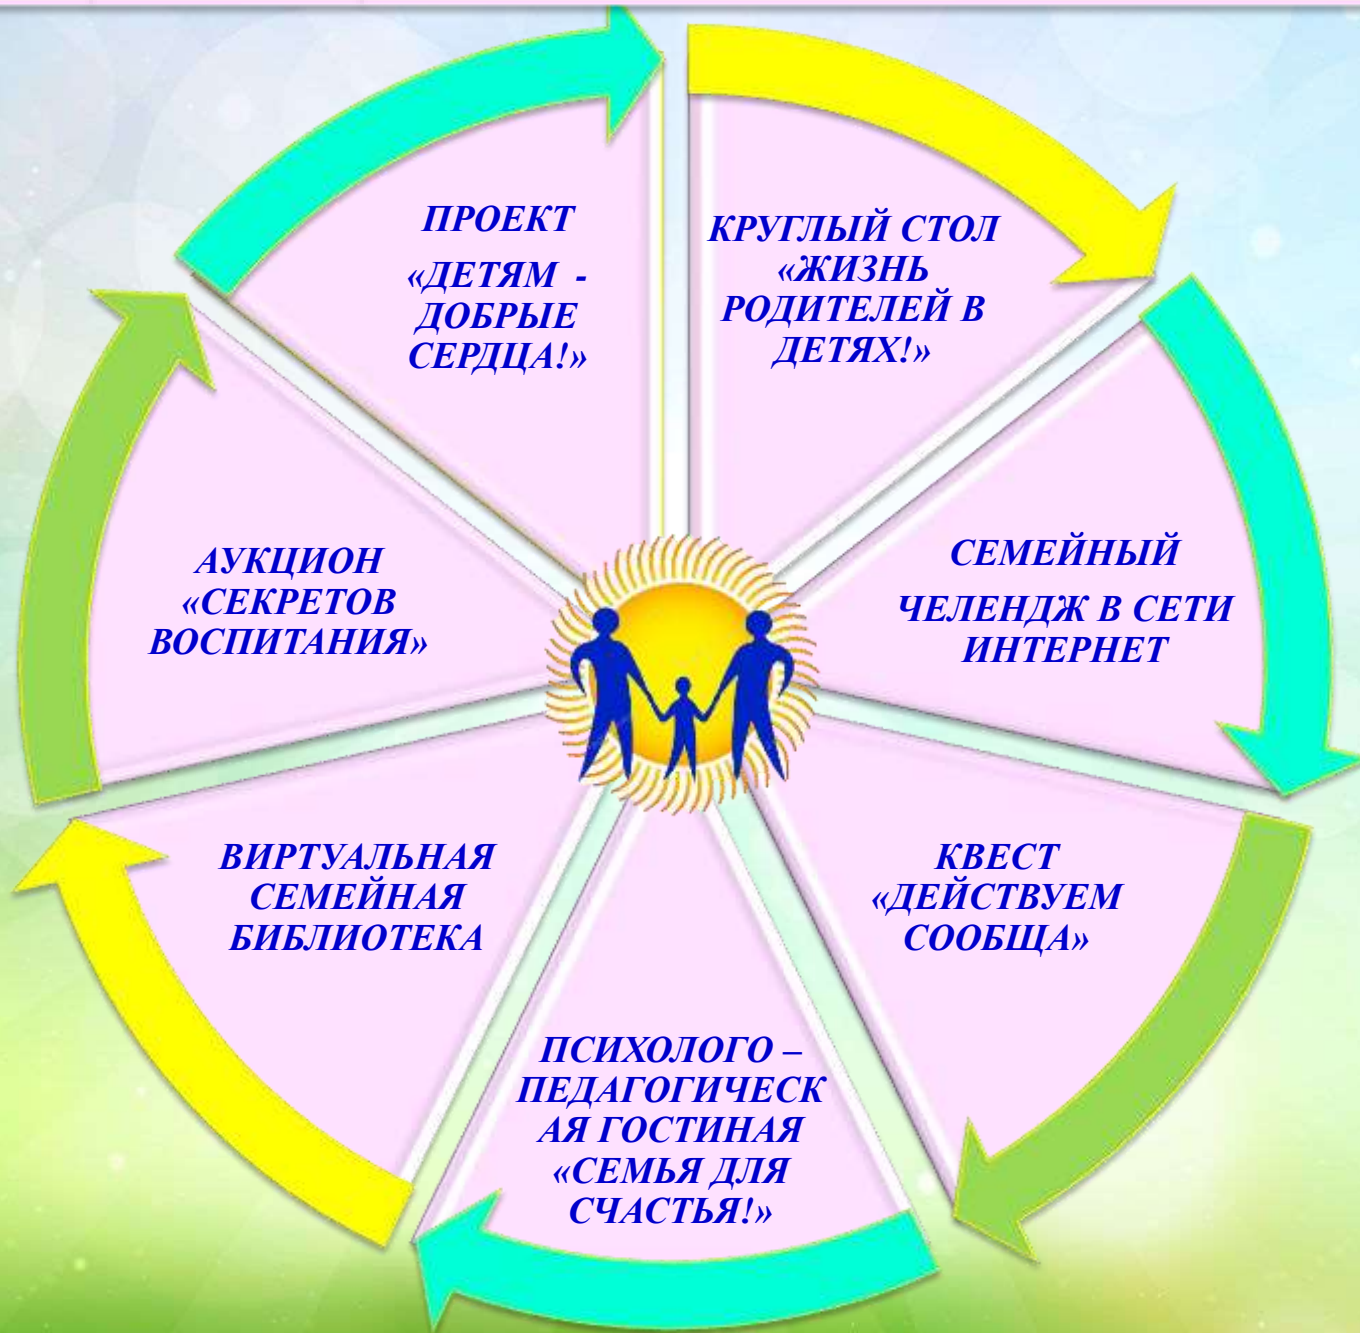 ПРОЕКТ
«ДЕТЯМ -
ДОБРЫЕ
СЕРДЦА!»
КРУГЛЫЙ СТОЛ
«ЖИЗНЬ
РОДИТЕЛЕЙ В
ДЕТЯХ!»
СЕМЕЙНЫЙ
ЧЕЛЕНДЖ В СЕТИ
ИНТЕРНЕТ
КВЕСТ
«ДЕЙСТВУЕМ
СООБЩА»
ПСИХОЛОГО –
ПЕДАГОГИЧЕСК
АЯ ГОСТИНАЯ
«СЕМЬЯ ДЛЯ
СЧАСТЬЯ!»
ВИРТУАЛЬНАЯ
СЕМЕЙНАЯ
БИБЛИОТЕКА
АУКЦИОН
«СЕКРЕТОВ
ВОСПИТАНИЯ»